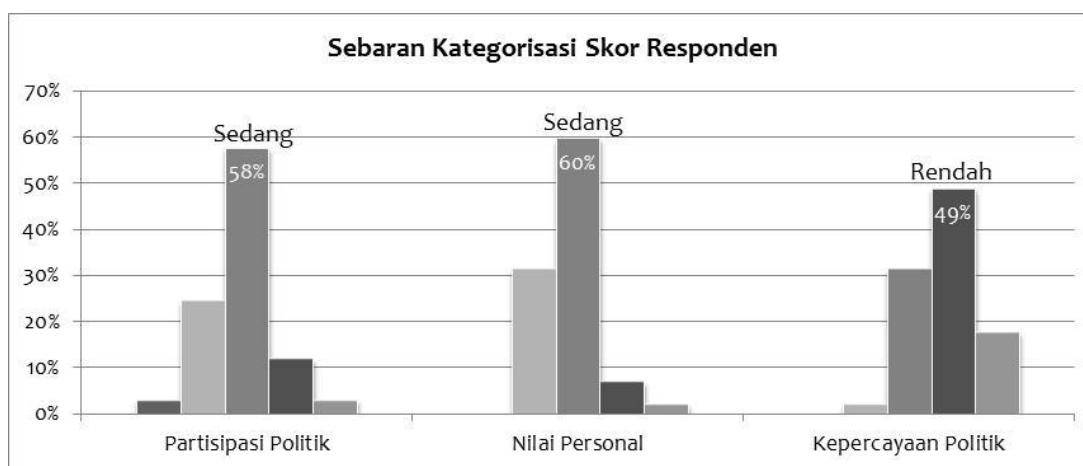 Sebaran Kategorisasi Skor Responden
70%
60%
50%
40%
30%
20%
10%
0%
Sedang
58%
Sedang
60%
Rendah
49%
Partisipasi Politik
Nilai Personal
Kepercayaan Politik